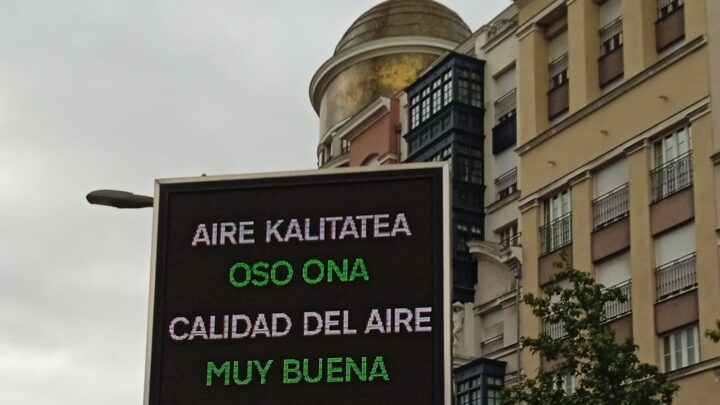 AIRE KALITATEA
OSO ONA
CALIDAD DEL AIRE
MUY BUENA